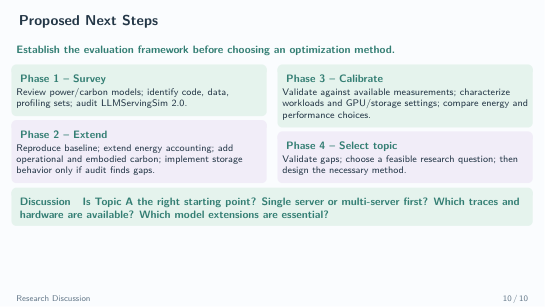 Proposed Next Steps
Establish the evaluation framework before choosing an optimization method.
Phase 1 – Survey
Review power/carbon models; identify code, data,
profiling sets; audit LLMServingSim 2.0.
Phase 2 – Extend
Reproduce baseline; extend energy accounting; add
operational and embodied carbon; implement storage
behavior only if audit finds gaps.
Phase 3 – Calibrate
Validate against available measurements; characterize
workloads and GPU/storage settings; compare energy and
performance choices.
Phase 4 – Select topic
Validate gaps; choose a feasible research question; then
design the necessary method.
Discussion Is Topic A the right starting point? Single server or multi-server first? Which traces and
hardware are available? Which model extensions are essential?
Research Discussion
10 / 10